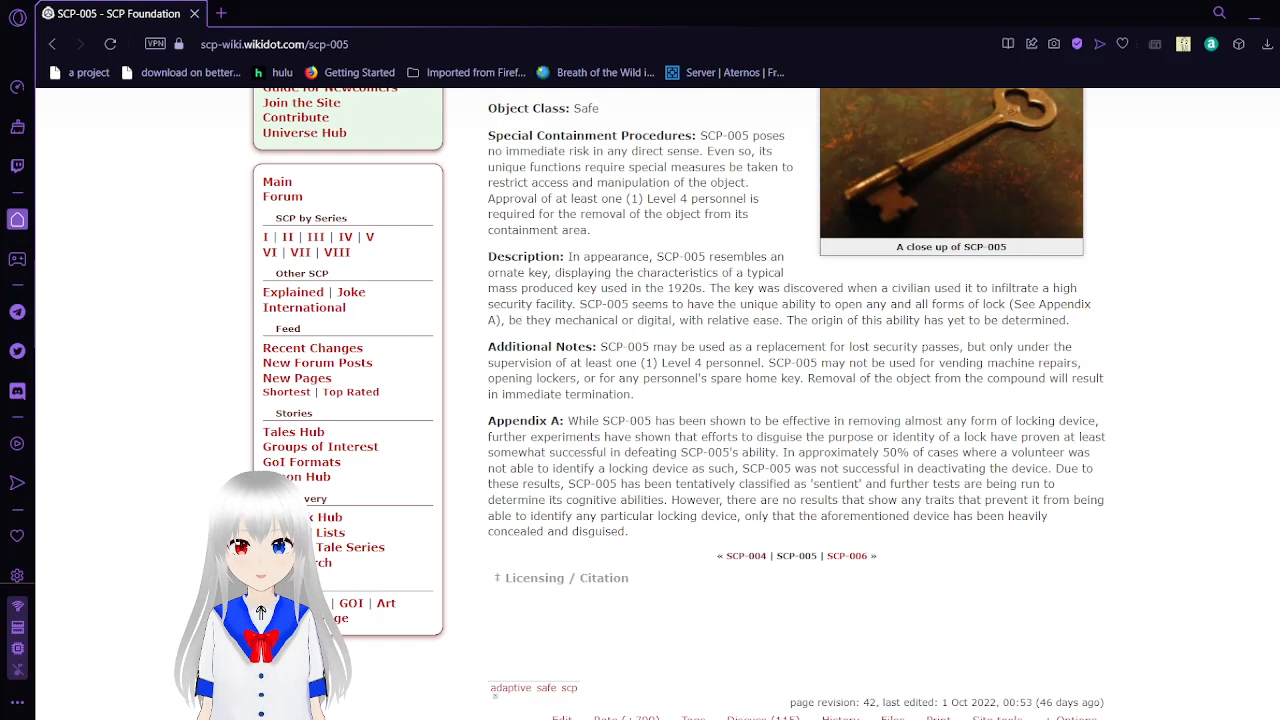 SCP-005 - SCP Foundation
VPN
scp-wiki.wikidot.com/scp-005
a project
download on better...
hulu
Getting Started
Imported from Firef...
Breath of the Wild i...
Server | Aternos | Fr...
Guide for Newcomers
Join the Site
Contribute
Universe Hub
Main
Forum
SCP by Series
I | II | III | IV | V
VI | VII | VIII
Other SCP
Explained | Joke
International
Feed
Recent Changes
New Forum Posts
New Pages
Shortest | Top Rated
Stories
Tales Hub
Groups of Interest
GoI Formats
Hub
Hub
Lists
Tale Series
| GOI | Art
Object Class: Safe
Special Containment Procedures: SCP-005 poses
no immediate risk in any direct sense. Even so, its
unique functions require special measures be taken to
restrict access and manipulation of the object.
Approval of at least one (1) Level 4 personnel is
required for the removal of the object from its
containment area.
A close up of SCP-005
Description: In appearance, SCP-005 resembles an
ornate key, displaying the characteristics of a typical
mass produced key used in the 1920s. The key was discovered when a civilian used it to infiltrate a high
security facility. SCP-005 seems to have the unique ability to open any and all forms of lock (See Appendix
A), be they mechanical or digital, with relative ease. The origin of this ability has yet to be determined.
Additional Notes: SCP-005 may be used as a replacement for lost security passes, but only under the
supervision of at least one (1) Level 4 personnel. SCP-005 may not be used for vending machine repairs,
opening lockers, or for any personnel's spare home key. Removal of the object from the compound will result
in immediate termination.
Appendix A: While SCP-005 has been shown to be effective in removing almost any form of locking device,
further experiments have shown that efforts to disguise the purpose or identity of a lock have proven at least
somewhat successful in defeating SCP-005's ability. In approximately 50% of cases where a volunteer was
not able to identify a locking device as such, SCP-005 was not successful in deactivating the device. Due to
these results, SCP-005 has been tentatively classified as 'sentient' and further tests are being run to
determine its cognitive abilities. However, there are no results that show any traits that prevent it from being
able to identify any particular locking device, only that the aforementioned device has been heavily
concealed and disguised.
« SCP-004 | SCP-005 | SCP-006 »
‡ Licensing / Citation
adaptive safe scp
page revision: 42, last edited: 1 Oct 2022, 00:53 (46 days ago)
Edit Rate (+700) Tags Discuss (115) History Files Print Site tools + Options